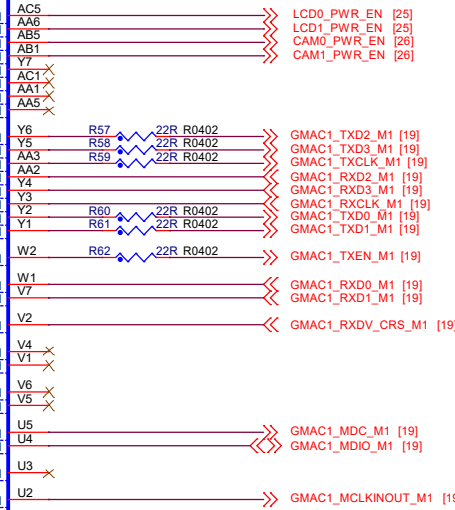 AC5 LCD0_PWR_EN [25]
AA6 LCD1_PWR_EN [25]
AB5 CAM0_PWR_EN [26]
AB1 CAM1_PWR_EN [26]
Y7
AC1
AA1
AA5
Y6 R57 22R R0402 GMAC1_TXD2_M1 [19]
Y5 R58 22R R0402 GMAC1_TXD3_M1 [19]
AA3 R59 22R R0402 GMAC1_TXCLK_M1 [19]
AA2 GMAC1_RXD2_M1 [19]
Y4 GMAC1_RXD3_M1 [19]
Y3 GMAC1_RXCLK_M1 [19]
Y2 R60 22R R0402 GMAC1_TXD0_M1 [19]
Y1 R61 22R R0402 GMAC1_TXD1_M1 [19]
W2 R62 22R R0402 GMAC1_TXEN_M1 [19]
W1 GMAC1_RXD0_M1 [19]
V7 GMAC1_RXD1_M1 [19]
V2 GMAC1_RXDV_CRS_M1 [19]
V4
V1
V6
V5
U5 GMAC1_MDC_M1 [19]
U4 GMAC1_MDIO_M1 [19]
U3
U2 GMAC1_MCLKINOUT_M1 [19